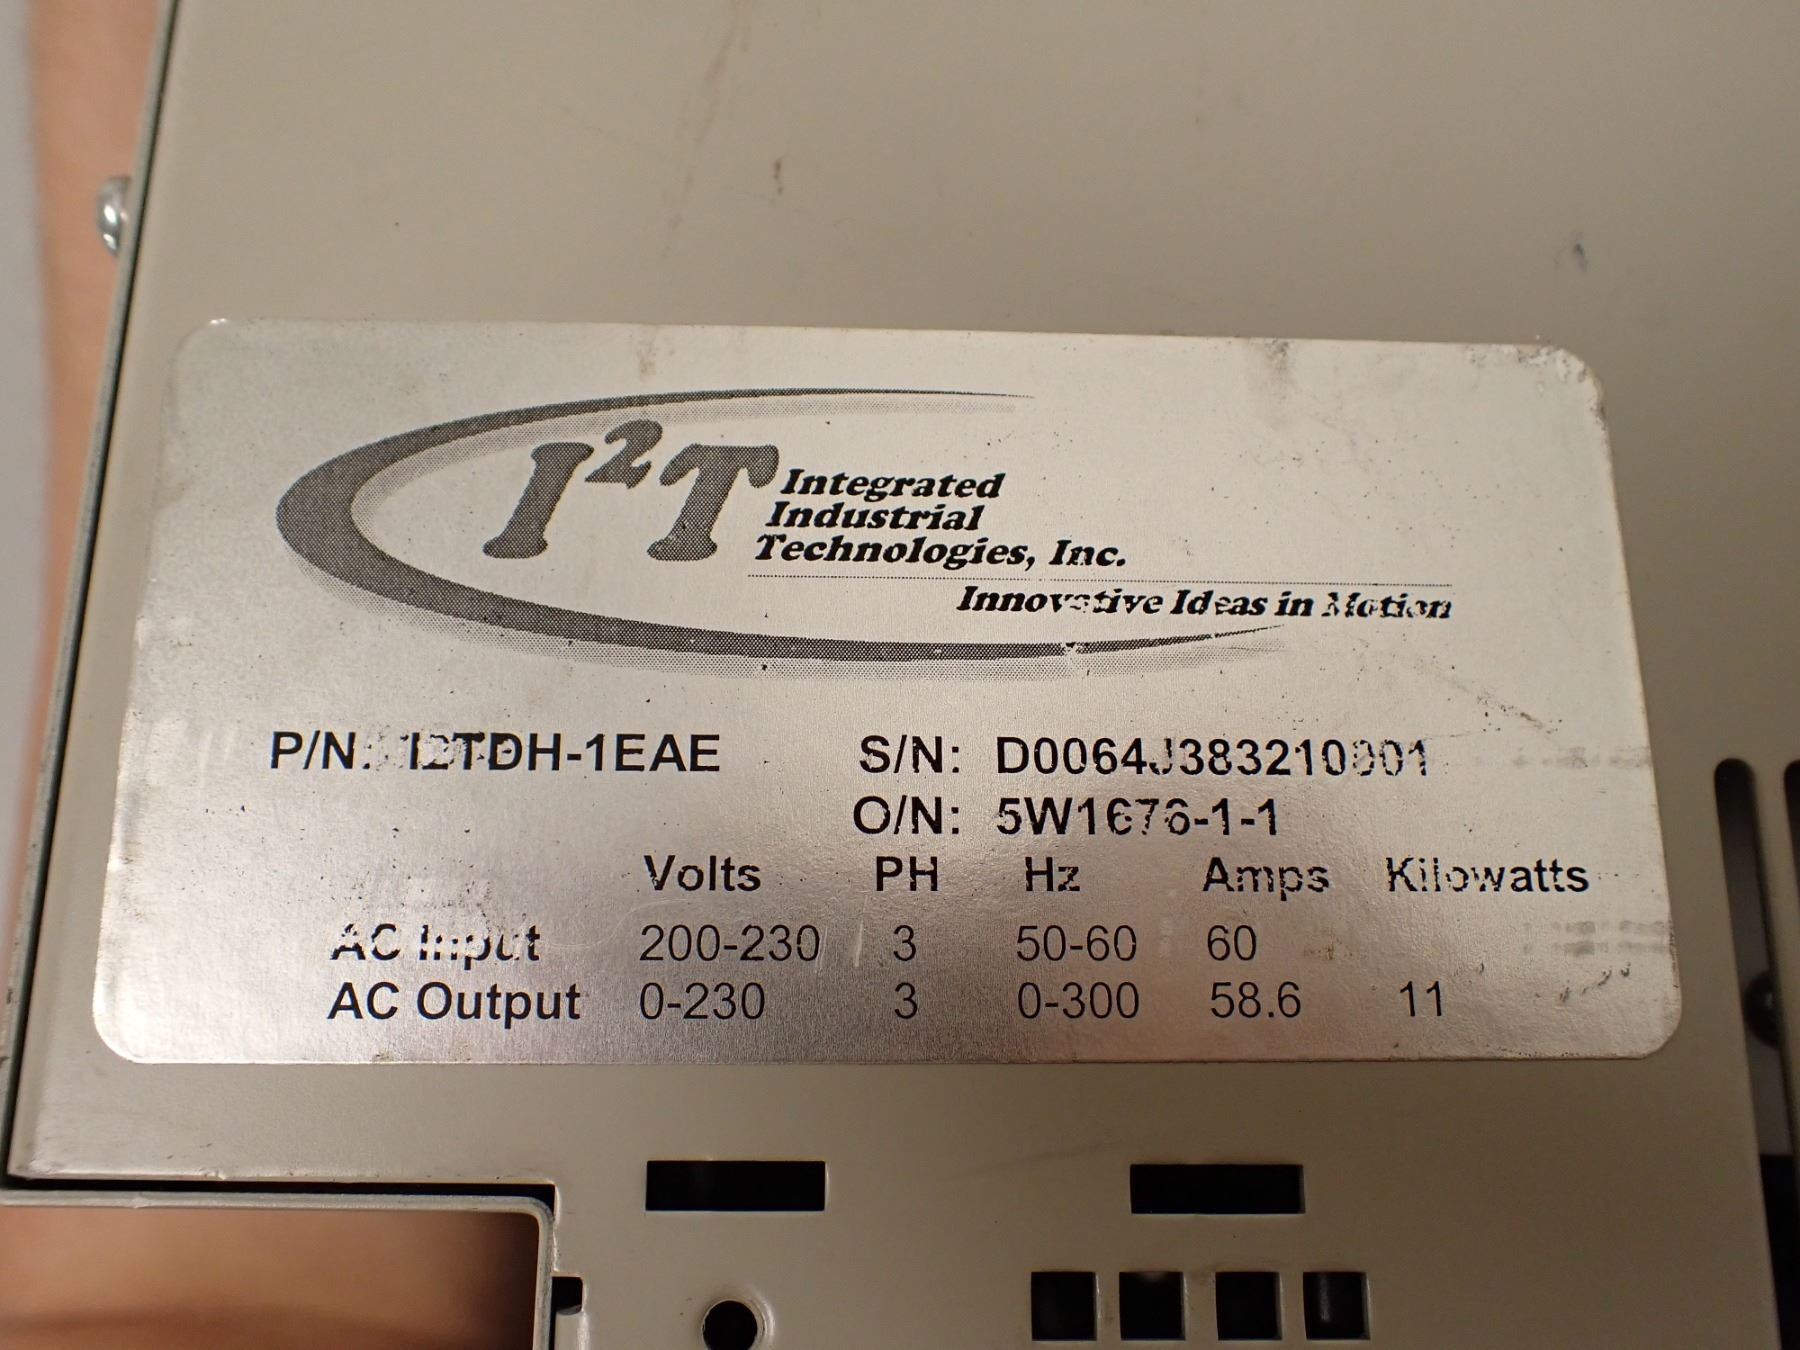 I²T Integrated
Industrial
Technologies, Inc.
Innovative Ideas in Motion
P/N: I2TDH-1EAE S/N: D0064J383210001
O/N: 5W1676-1-1
Volts PH Hz Amps Kilowatts
AC Input 200-230 3 50-60 60
AC Output 0-230 3 0-300 58.6 11